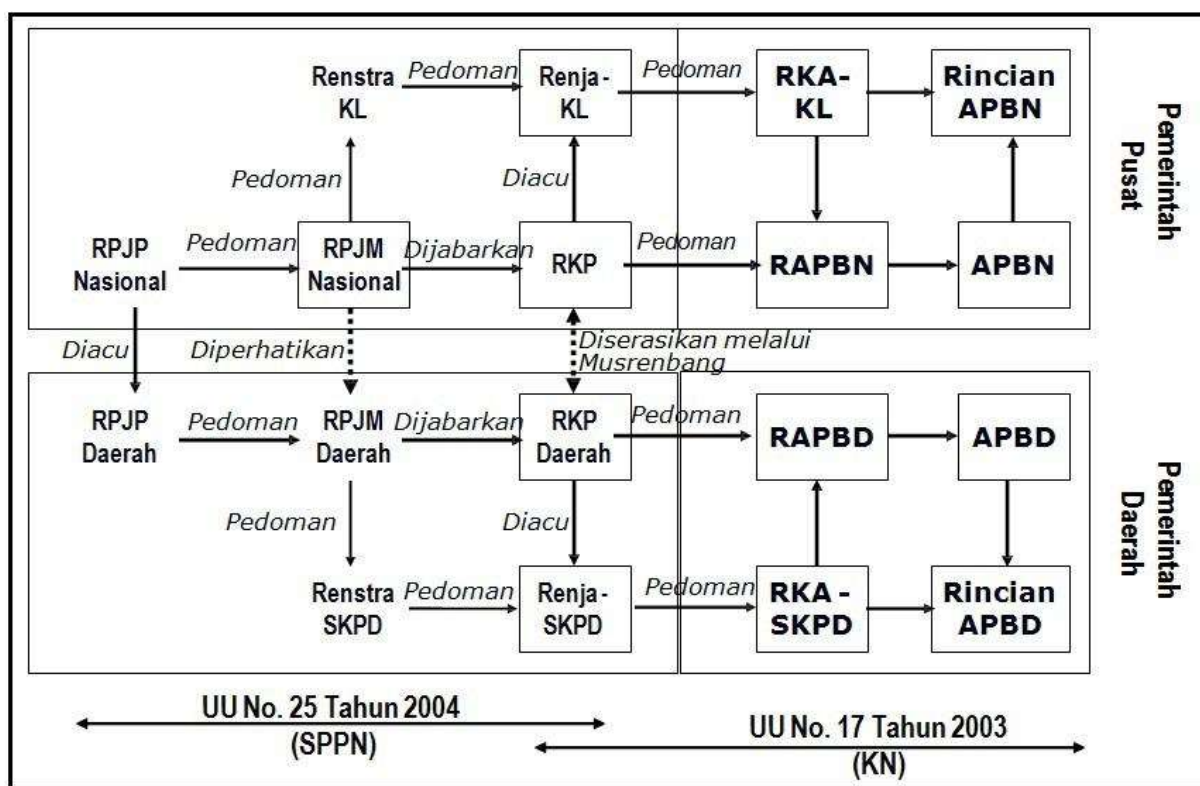 Renstra
KL
Pedoman
Renja-
KL
Pedoman
RKA-
KL
Rincian
APBN
Pemerintah
Pusat
Pedoman
Diacu
RPJP
Nasional
Pedoman
RPJM
Nasional
Dijabarkan
RKP
Pedoman
RAPBN
APBN
Diacu
Diperhatikan
Diserasikan melalui
Musrenbang
RPJP
Daerah
Pedoman
RPJM
Daerah
Dijabarkan
RKP
Daerah
Pedoman
RAPBD
APBD
Pemerintah
Daerah
Pedoman
Diacu
Renstra
SKPD
Pedoman
Renja-
SKPD
Pedoman
RKA -
SKPD
Rincian
APBD
UU No. 25 Tahun 2004
(SPPN)
UU No. 17 Tahun 2003
(KN)